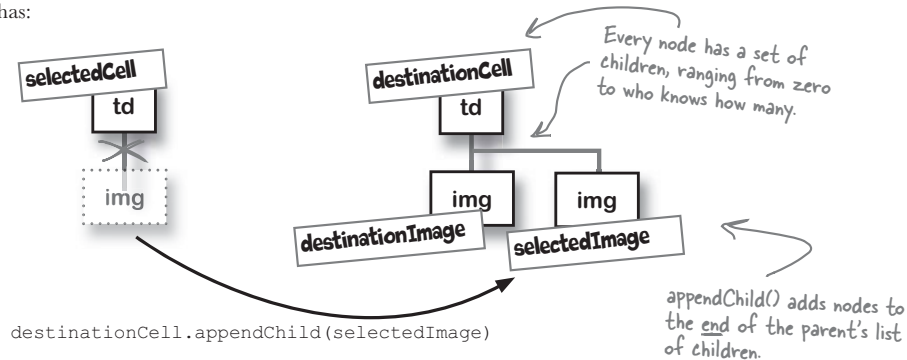 has:
selectedCell
td
img
destinationCell
td
img
img
destinationImage
selectedImage
Every node has a set of
children, ranging from zero
to who knows how many.
destinationCell.appendChild(selectedImage)
appendChild() adds nodes to
the end of the parent's list
of children.